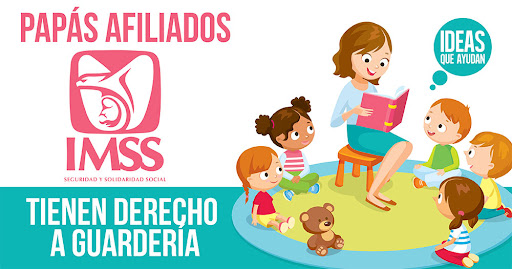 PAPÁS AFILIADOS
IMSS
SEGURIDAD Y SOLIDARIDAD SOCIAL
TIENEN DERECHO
A GUARDERÍA
IDEAS
QUE AYUDAN